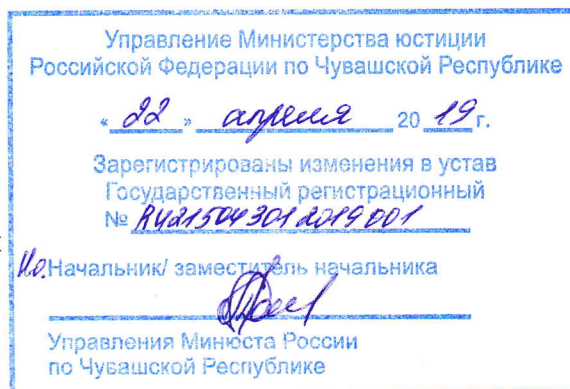 Управление Министерства юстиции
Российской Федерации по Чувашской Республике
« 22 » апреля 20 19 г.
Зарегистрированы изменения в устав
Государственный регистрационный
№ RU215043012019001
И.о. Начальник/ заместитель начальника
Управления Минюста России
по Чувашской Республике